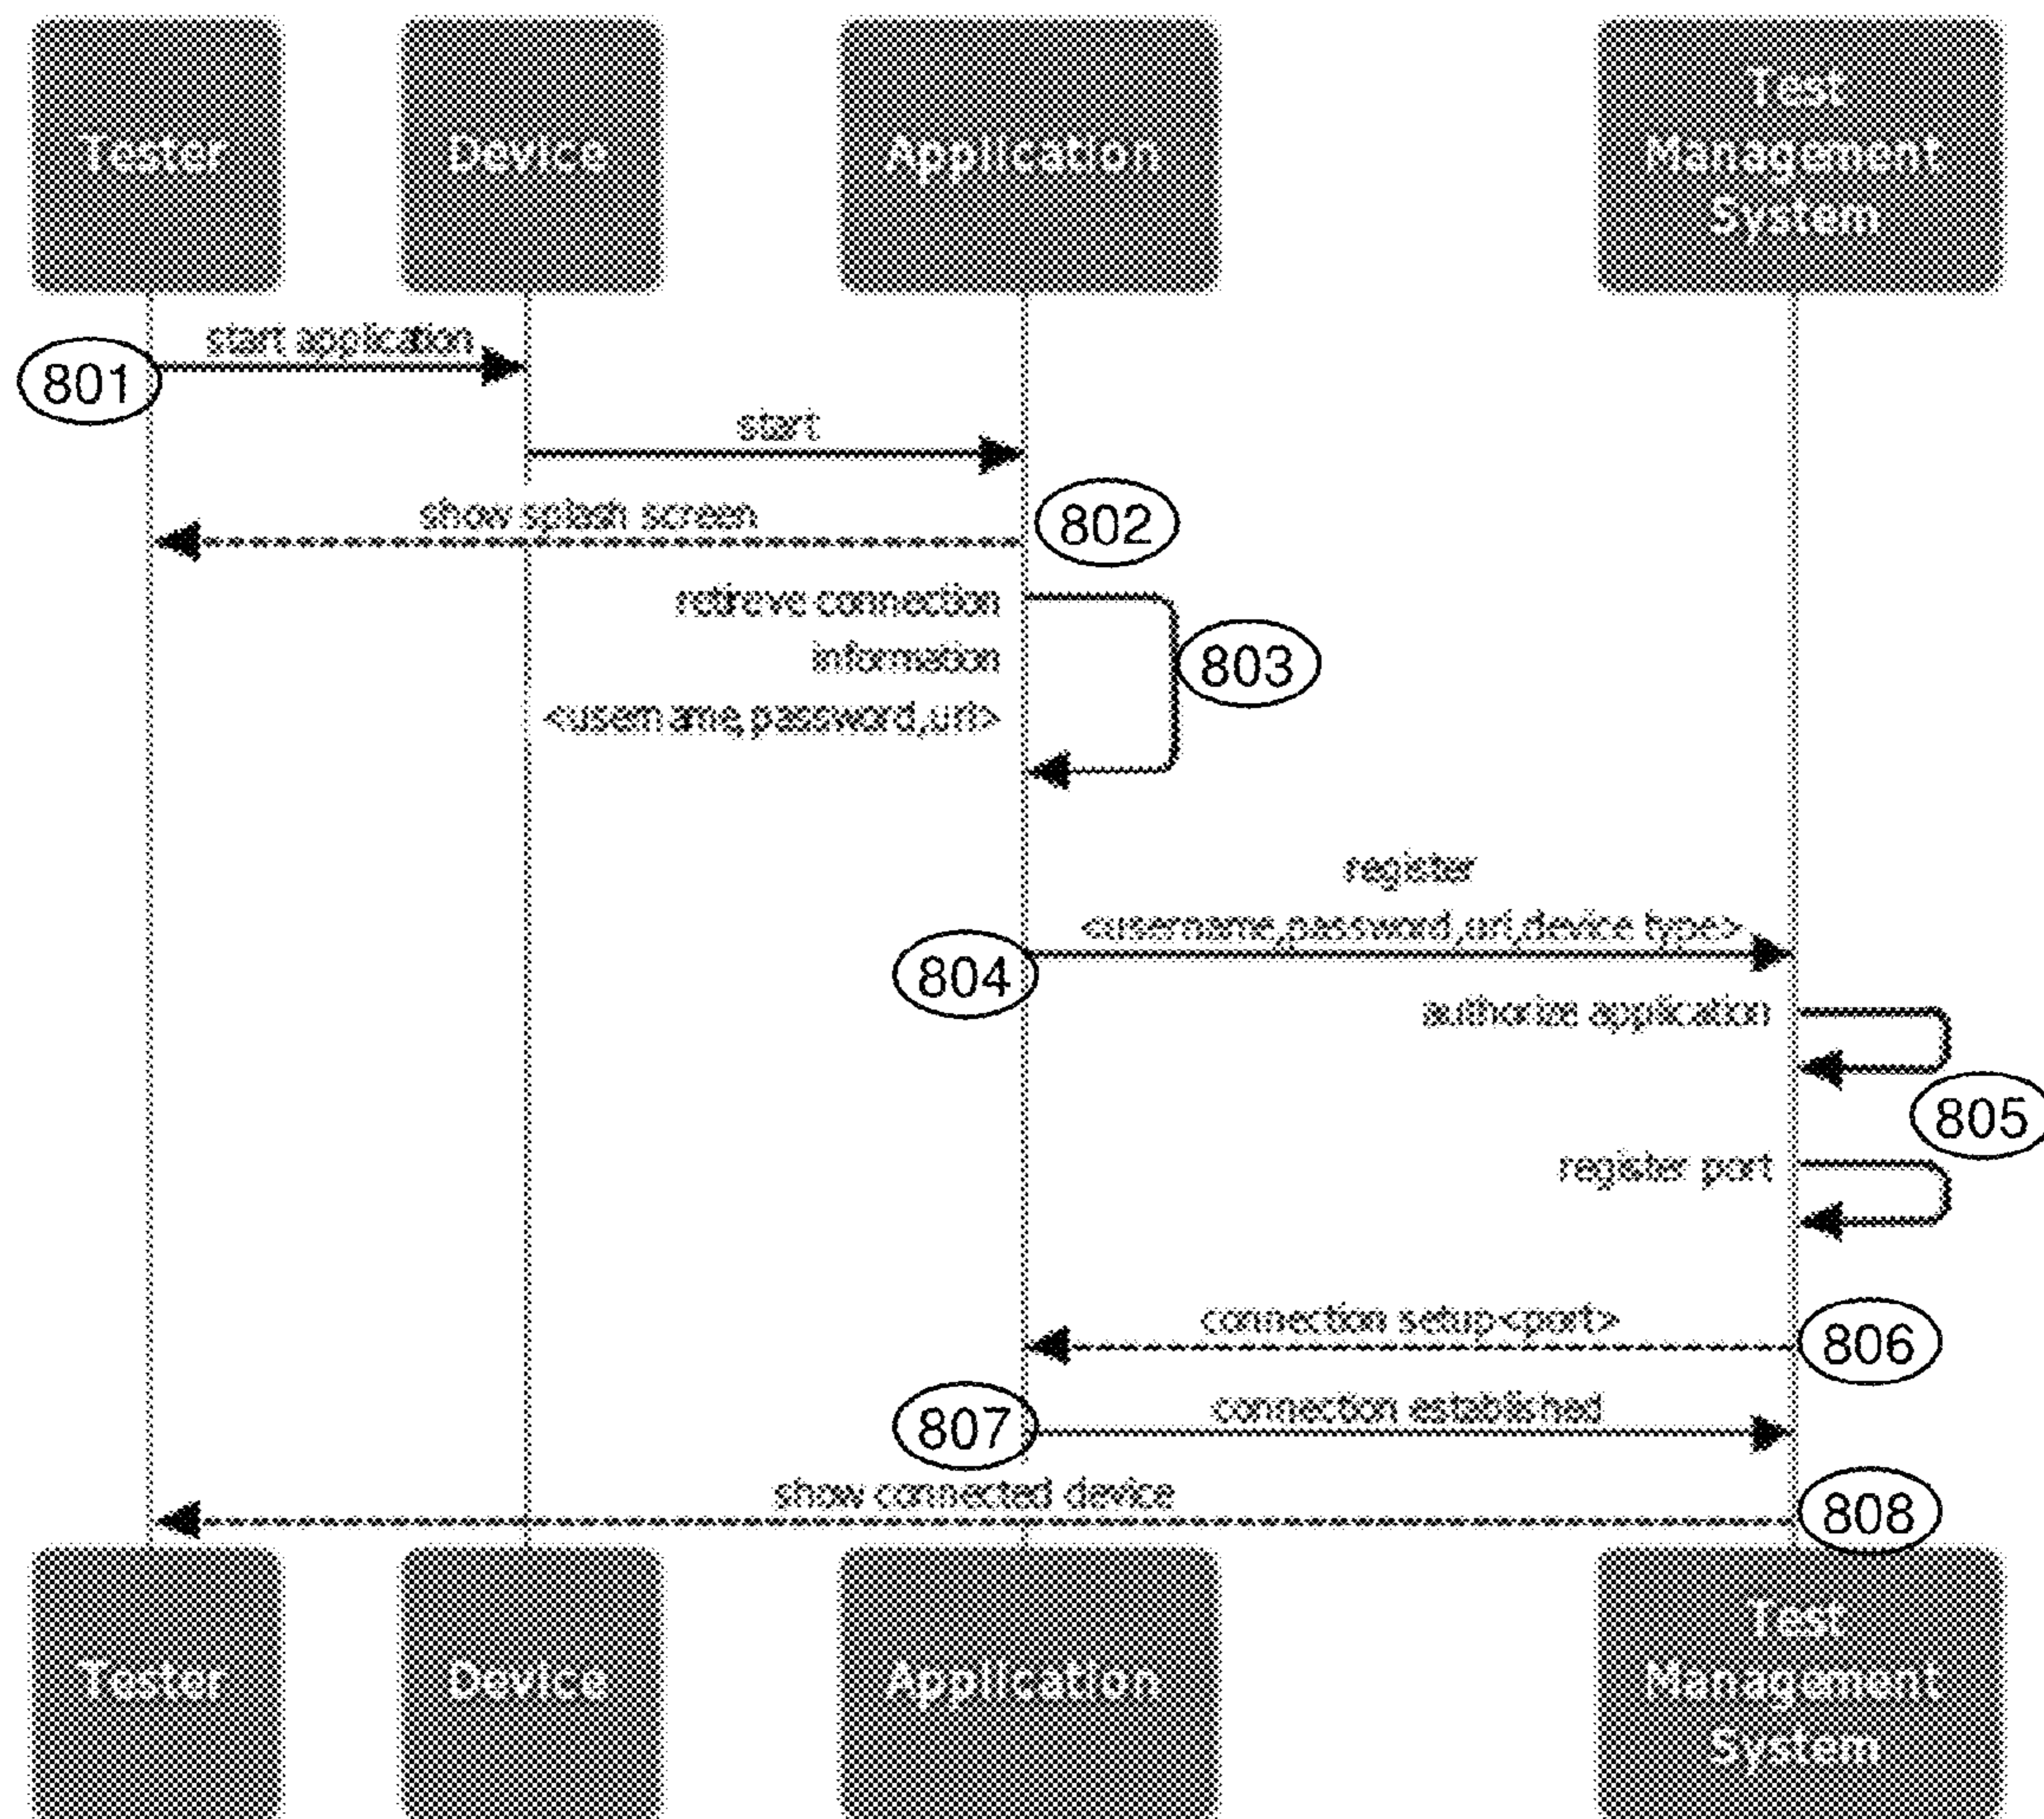 Tester
Device
Application
Test
Management
System
801
start application
start
show splash screen
802
retireve connection
information
<username,password,url>
803
register
<username,password,url,device type>
804
authorize application
805
register port
connection setup<port>
806
807
connection established
show connected device
808
Tester
Device
Application
Test
Management
System